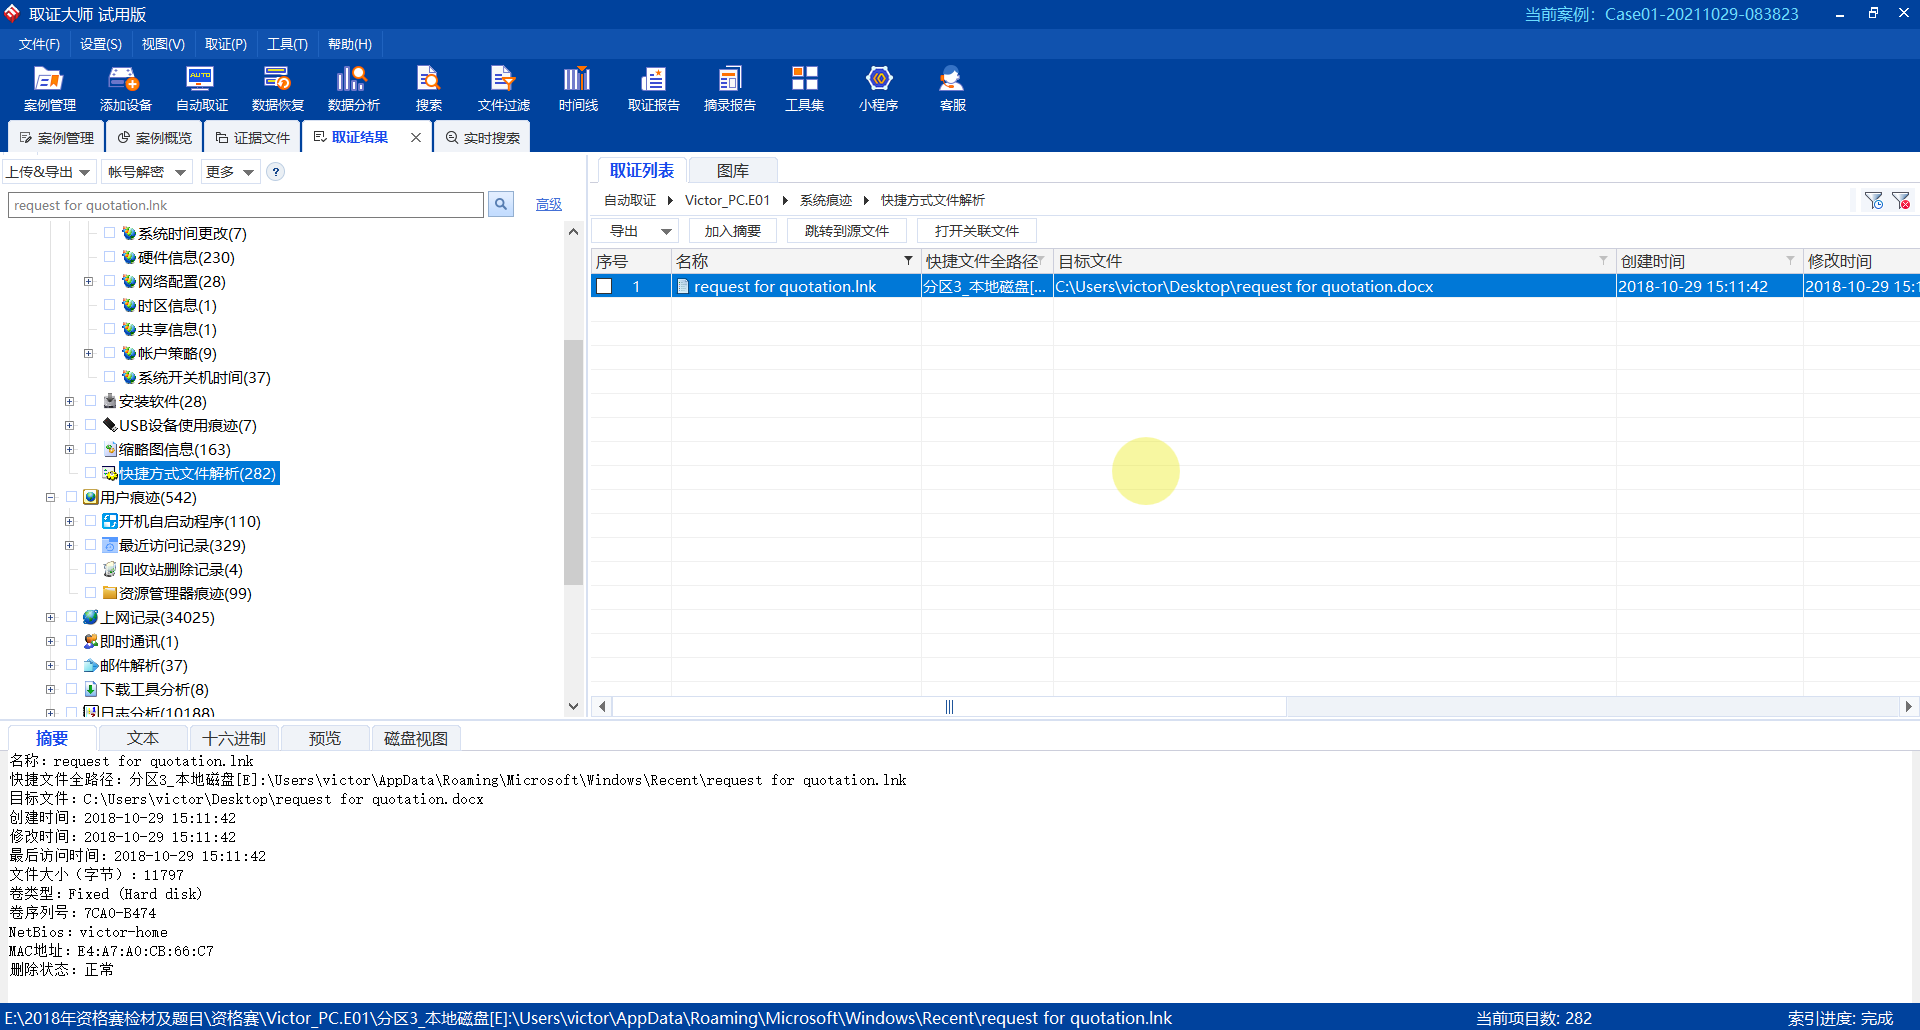 取证大师 试用版
当前案例: Case01-20211029-083823
文件(F) 设置(S) 视图(V) 取证(P) 工具(T) 帮助(H)
案例管理 添加设备 自动取证 数据恢复 数据分析 搜索 文件过滤 时间线 取证报告 摘录报告 工具集 小程序 客服
案例管理 案例概览 证据文件 取证结果 实时搜索
上传&导出 帐号解密 更多 ?
request for quotation.lnk 高级
系统时间更改(7)
硬件信息(230)
网络配置(28)
时区信息(1)
共享信息(1)
帐户策略(9)
系统开关机时间(37)
安装软件(28)
USB设备使用痕迹(7)
缩略图信息(163)
快捷方式文件解析(282)
用户痕迹(542)
开机自启动程序(110)
最近访问记录(329)
回收站删除记录(4)
资源管理器痕迹(99)
上网记录(34025)
即时通讯(1)
邮件解析(37)
下载工具分析(8)
日志分析(10188)
取证列表 图库
自动取证 Victor_PC.E01 系统痕迹 快捷方式文件解析
导出 加入摘要 跳转到源文件 打开关联文件
序号 名称 快捷文件全路径 目标文件 创建时间 修改时间
1 request for quotation.lnk 分区3_本地磁盘[... C:\Users\victor\Desktop\request for quotation.docx 2018-10-29 15:11:42 2018-10-29 15:1
摘要 文本 十六进制 预览 磁盘视图
名称: request for quotation.lnk
快捷文件全路径: 分区3_本地磁盘[E]:\Users\victor\AppData\Roaming\Microsoft\Windows\Recent\request for quotation.lnk
目标文件: C:\Users\victor\Desktop\request for quotation.docx
创建时间: 2018-10-29 15:11:42
修改时间: 2018-10-29 15:11:42
最后访问时间: 2018-10-29 15:11:42
文件大小（字节）: 11797
卷类型: Fixed (Hard disk)
卷序列号: 7CA0-B474
NetBios: victor-home
MAC地址: E4:A7:A0:CB:66:C7
删除状态: 正常
E:\2018年资格赛检材及题目\资格赛\Victor_PC.E01\分区3_本地磁盘[E]:\Users\victor\AppData\Roaming\Microsoft\Windows\Recent\request for quotation.lnk
当前项目数: 282
索引进度: 完成